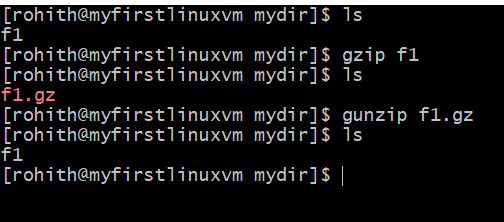 [rohith@myfirstlinuxvm mydir]$ ls
f1
[rohith@myfirstlinuxvm mydir]$ gzip f1
[rohith@myfirstlinuxvm mydir]$ ls
f1.gz
[rohith@myfirstlinuxvm mydir]$ gunzip f1.gz
[rohith@myfirstlinuxvm mydir]$ ls
f1
[rohith@myfirstlinuxvm mydir]$